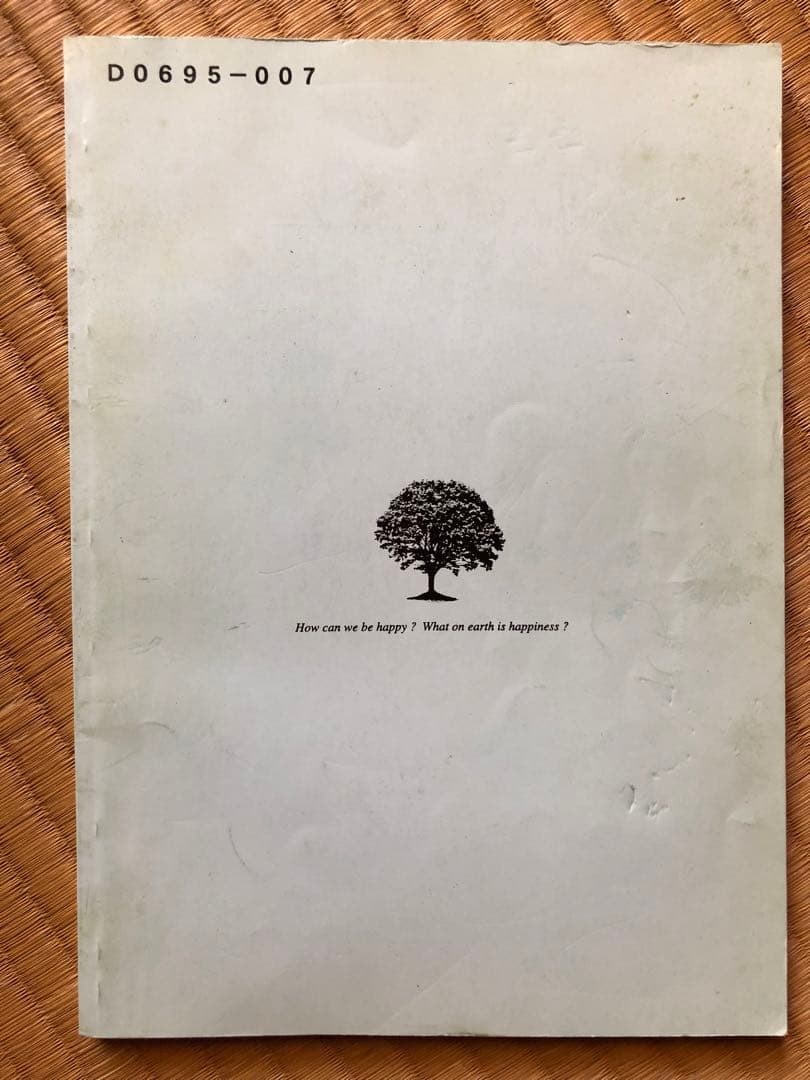 D0695-007
How can we be happy ? What on earth is happiness ?